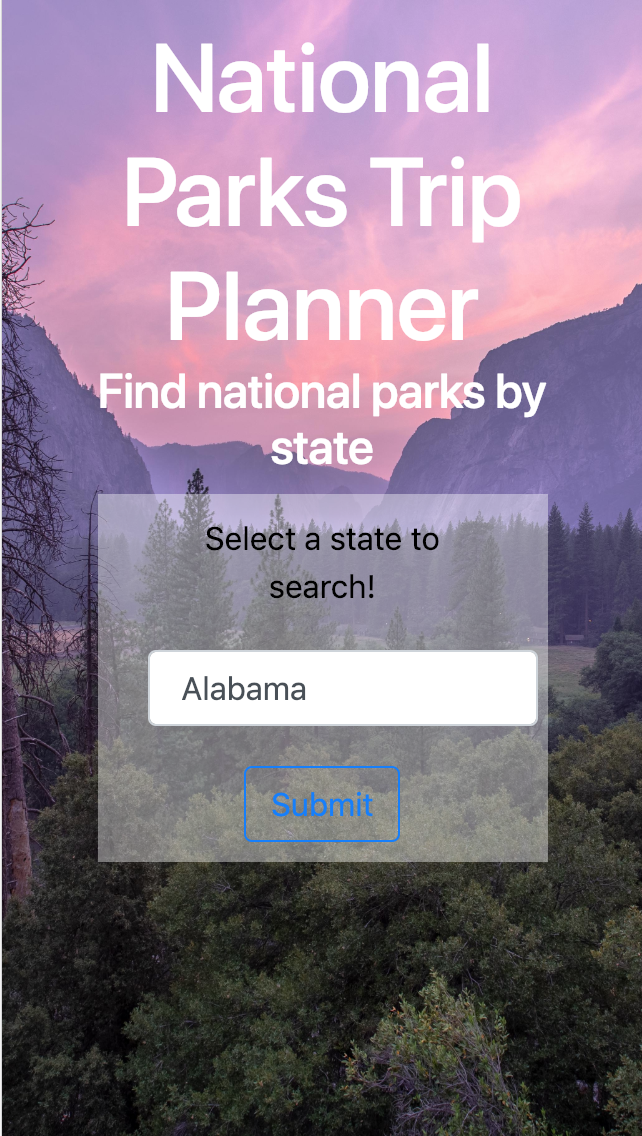 National
Parks Trip
Planner
Find national parks by
state
Select a state to
search!
Alabama
Submit